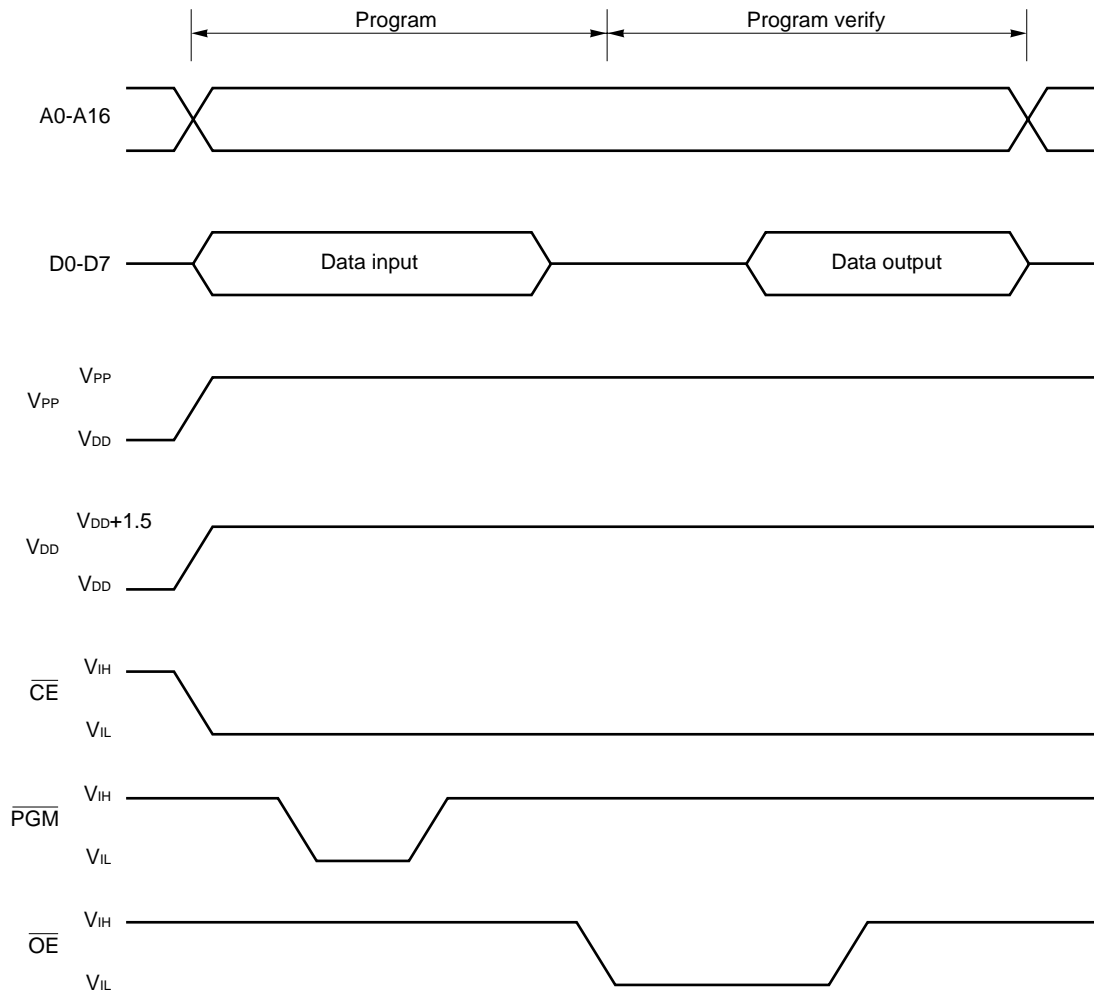 Program Program verify
A0-A16
D0-D7 Data input Data output
VPP
VPP
VDD
VDD+1.5
VDD
VDD
VIH
CE
VIL
VIH
PGM
VIL
VIH
OE
VIL